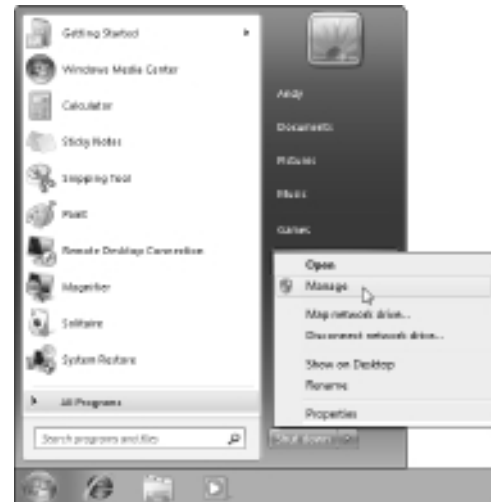 Getting Started
Windows Media Center
Calculator
Sticky Notes
Snipping Tool
Paint
Remote Desktop Connection
Magnifier
Solitaire
System Restore
All Programs
Search programs and files
Andy
Documents
Pictures
Music
Games
Open
Manage
Map network drive...
Disconnect network drive...
Show on Desktop
Rename
Properties
Shut down